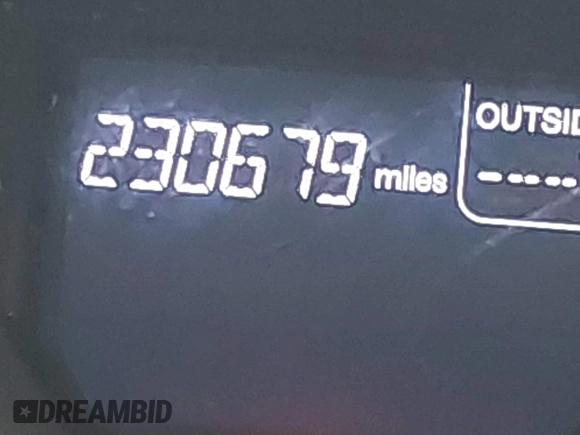 230679 miles
OUTSID
-----
DREAMBID